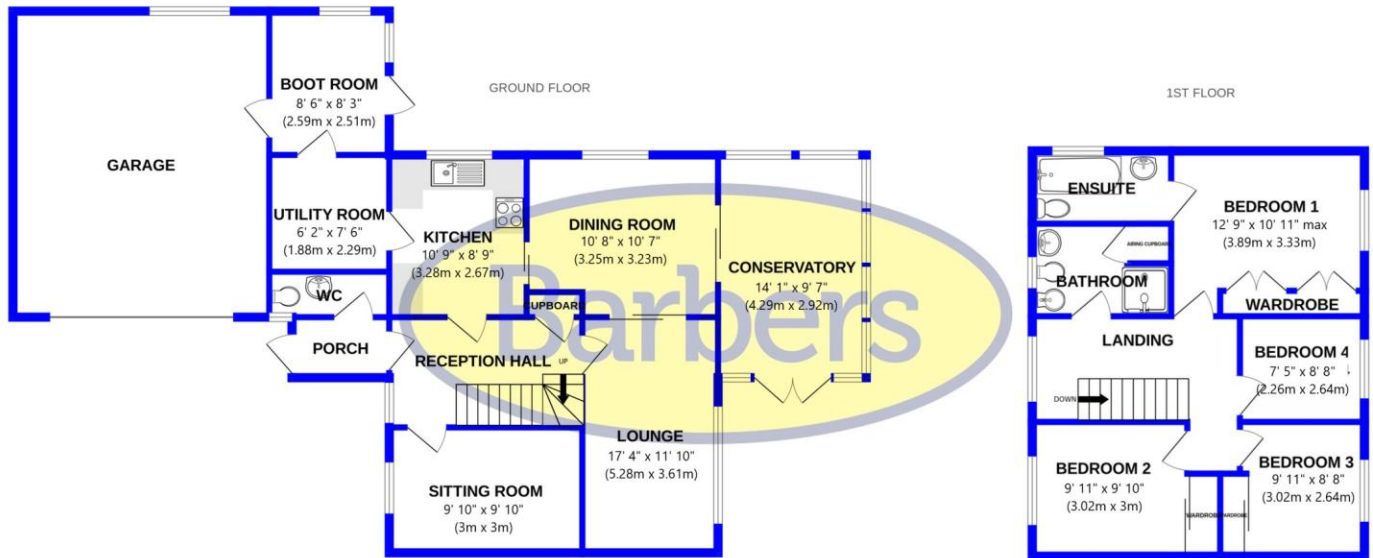 GROUND FLOOR
BOOT ROOM
8' 6" x 8' 3"
(2.59m x 2.51m)
GARAGE
UTILITY ROOM
6' 2" x 7' 6"
(1.88m x 2.29m)
KITCHEN
10' 9" x 8' 9"
(3.28m x 2.67m)
DINING ROOM
10' 8" x 10' 7"
(3.25m x 3.23m)
CONSERVATORY
14' 1" x 9' 7"
(4.29m x 2.92m)
WC
CUPBOARD
Barbers
PORCH
RECEPTION HALL
UP
LOUNGE
17' 4" x 11' 10"
(5.28m x 3.61m)
SITTING ROOM
9' 10" x 9' 10"
(3m x 3m)
1ST FLOOR
ENSUITE
BEDROOM 1
12' 9" x 10' 11" max
(3.89m x 3.33m)
AIRING CUPBOARD
BATHROOM
WARDROBE
LANDING
BEDROOM 4
7' 5" x 8' 8"
(2.26m x 2.64m)
DOWN
BEDROOM 2
9' 11" x 9' 10"
(3.02m x 3m)
BEDROOM 3
9' 11" x 8' 8"
(3.02m x 2.64m)
WARDROBE
WARDROBE